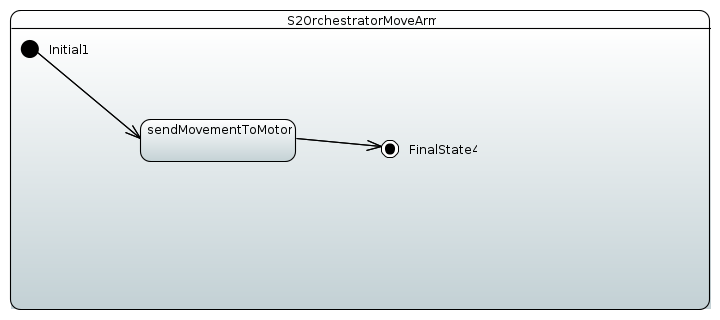 S2OrchestratorMoveArm
Initial1
sendMovementToMotor
FinalState4